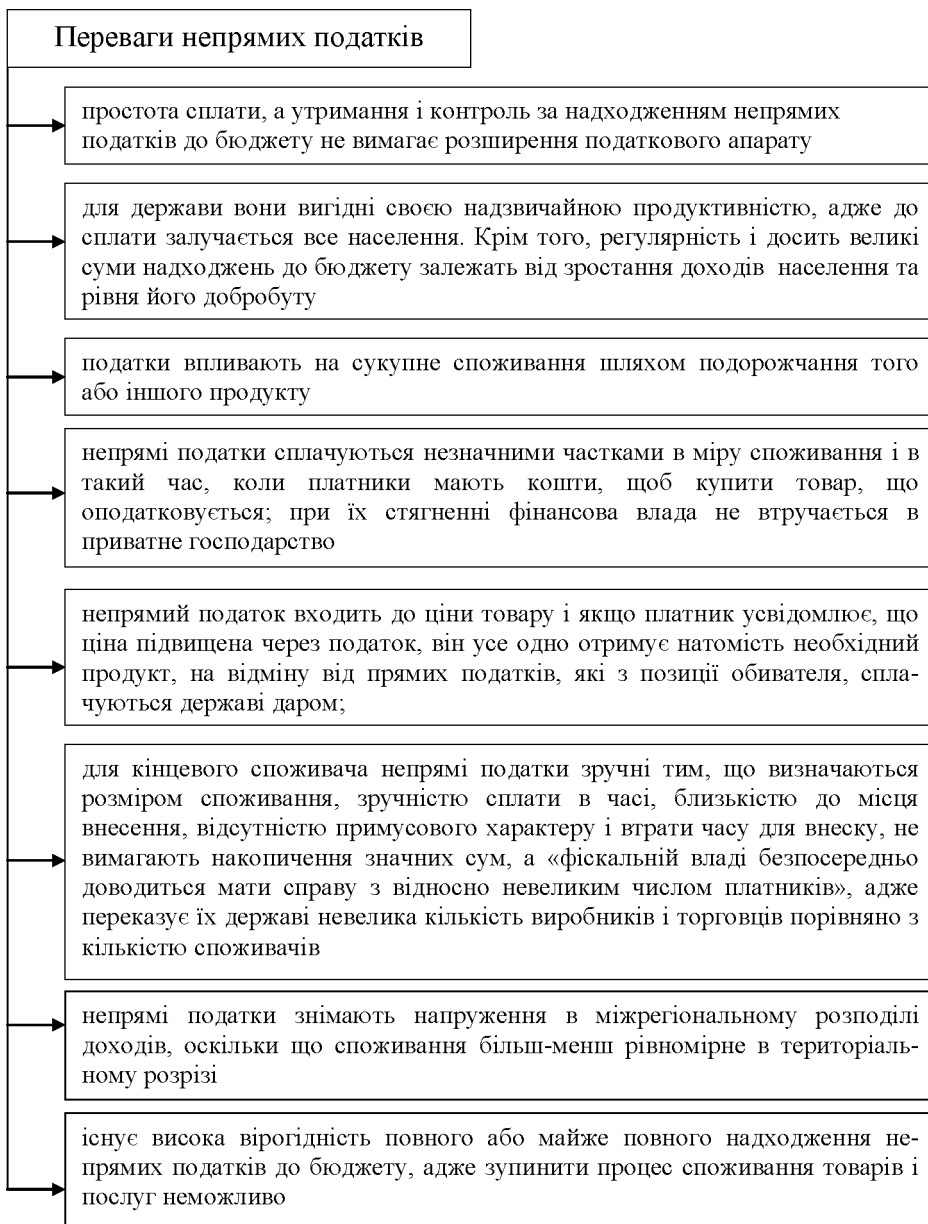 Переваги непрямих податків
простота сплати, а утримання і контроль за надходженням непрямих
податків до бюджету не вимагає розширення податкового апарату
для держави вони вигідні своєю надзвичайною продуктивністю, адже до
сплати залучається все населення. Крім того, регулярність і досить великі
суми надходжень до бюджету залежать від зростання доходів населення та
рівня його добробуту
податки впливають на сукупне споживання шляхом подорожчання того
або іншого продукту
непрямі податки сплачуються незначними частками в міру споживання і в
такий час, коли платники мають кошти, щоб купити товар, що
оподатковується; при їх стягненні фінансова влада не втручається в
приватне господарство
непрямий податок входить до ціни товару і якщо платник усвідомлює, що
ціна підвищена через податок, він усе одно отримує натомість необхідний
продукт, на відміну від прямих податків, які з позиції обивателя, спла-
чуються державі даром;
для кінцевого споживача непрямі податки зручні тим, що визначаються
розміром споживання, зручністю сплати в часі, близькістю до місця
внесення, відсутністю примусового характеру і втрати часу для внеску, не
вимагають накопичення значних сум, а «фіскальній владі безпосередньо
доводиться мати справу з відносно невеликим числом платників», адже
переказує їх державі невелика кількість виробників і торговців порівняно з
кількістю споживачів
непрямі податки знімають напруження в міжрегіональному розподілі
доходів, оскільки що споживання більш-менш рівномірне в територіаль-
ному розрізі
існує висока вірогідність повного або майже повного надходження не-
прямих податків до бюджету, адже зупинити процес споживання товарів і
послуг неможливо